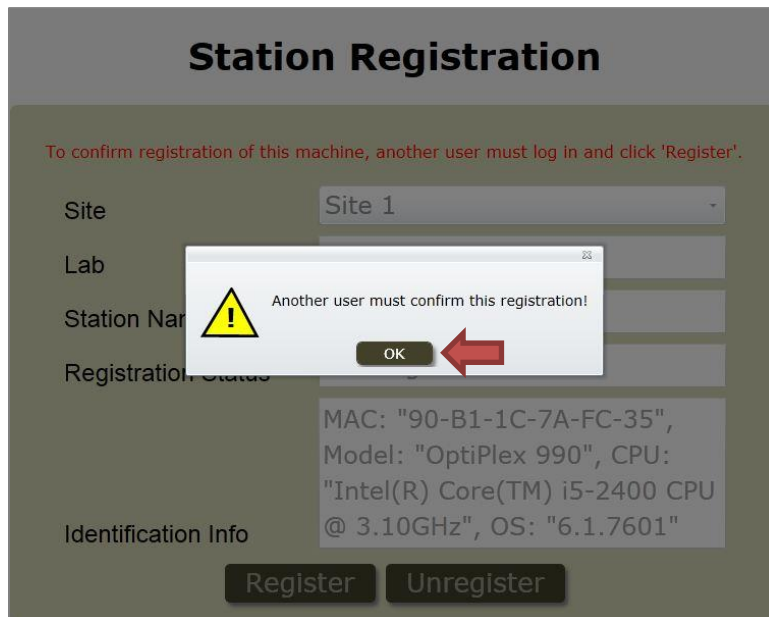 Station Registration
To confirm registration of this machine, another user must log in and click 'Register'.
Site
Site 1
Lab
Another user must confirm this registration!
Station
OK
Registration Status
MAC: "90-B1-1C-7A-FC-35",
Model: "OptiPlex 990", CPU:
"Intel(R) Core(TM) i5-2400 CPU
@ 3.10GHz", OS: "6.1.7601"
Identification Info
Register
Unregister